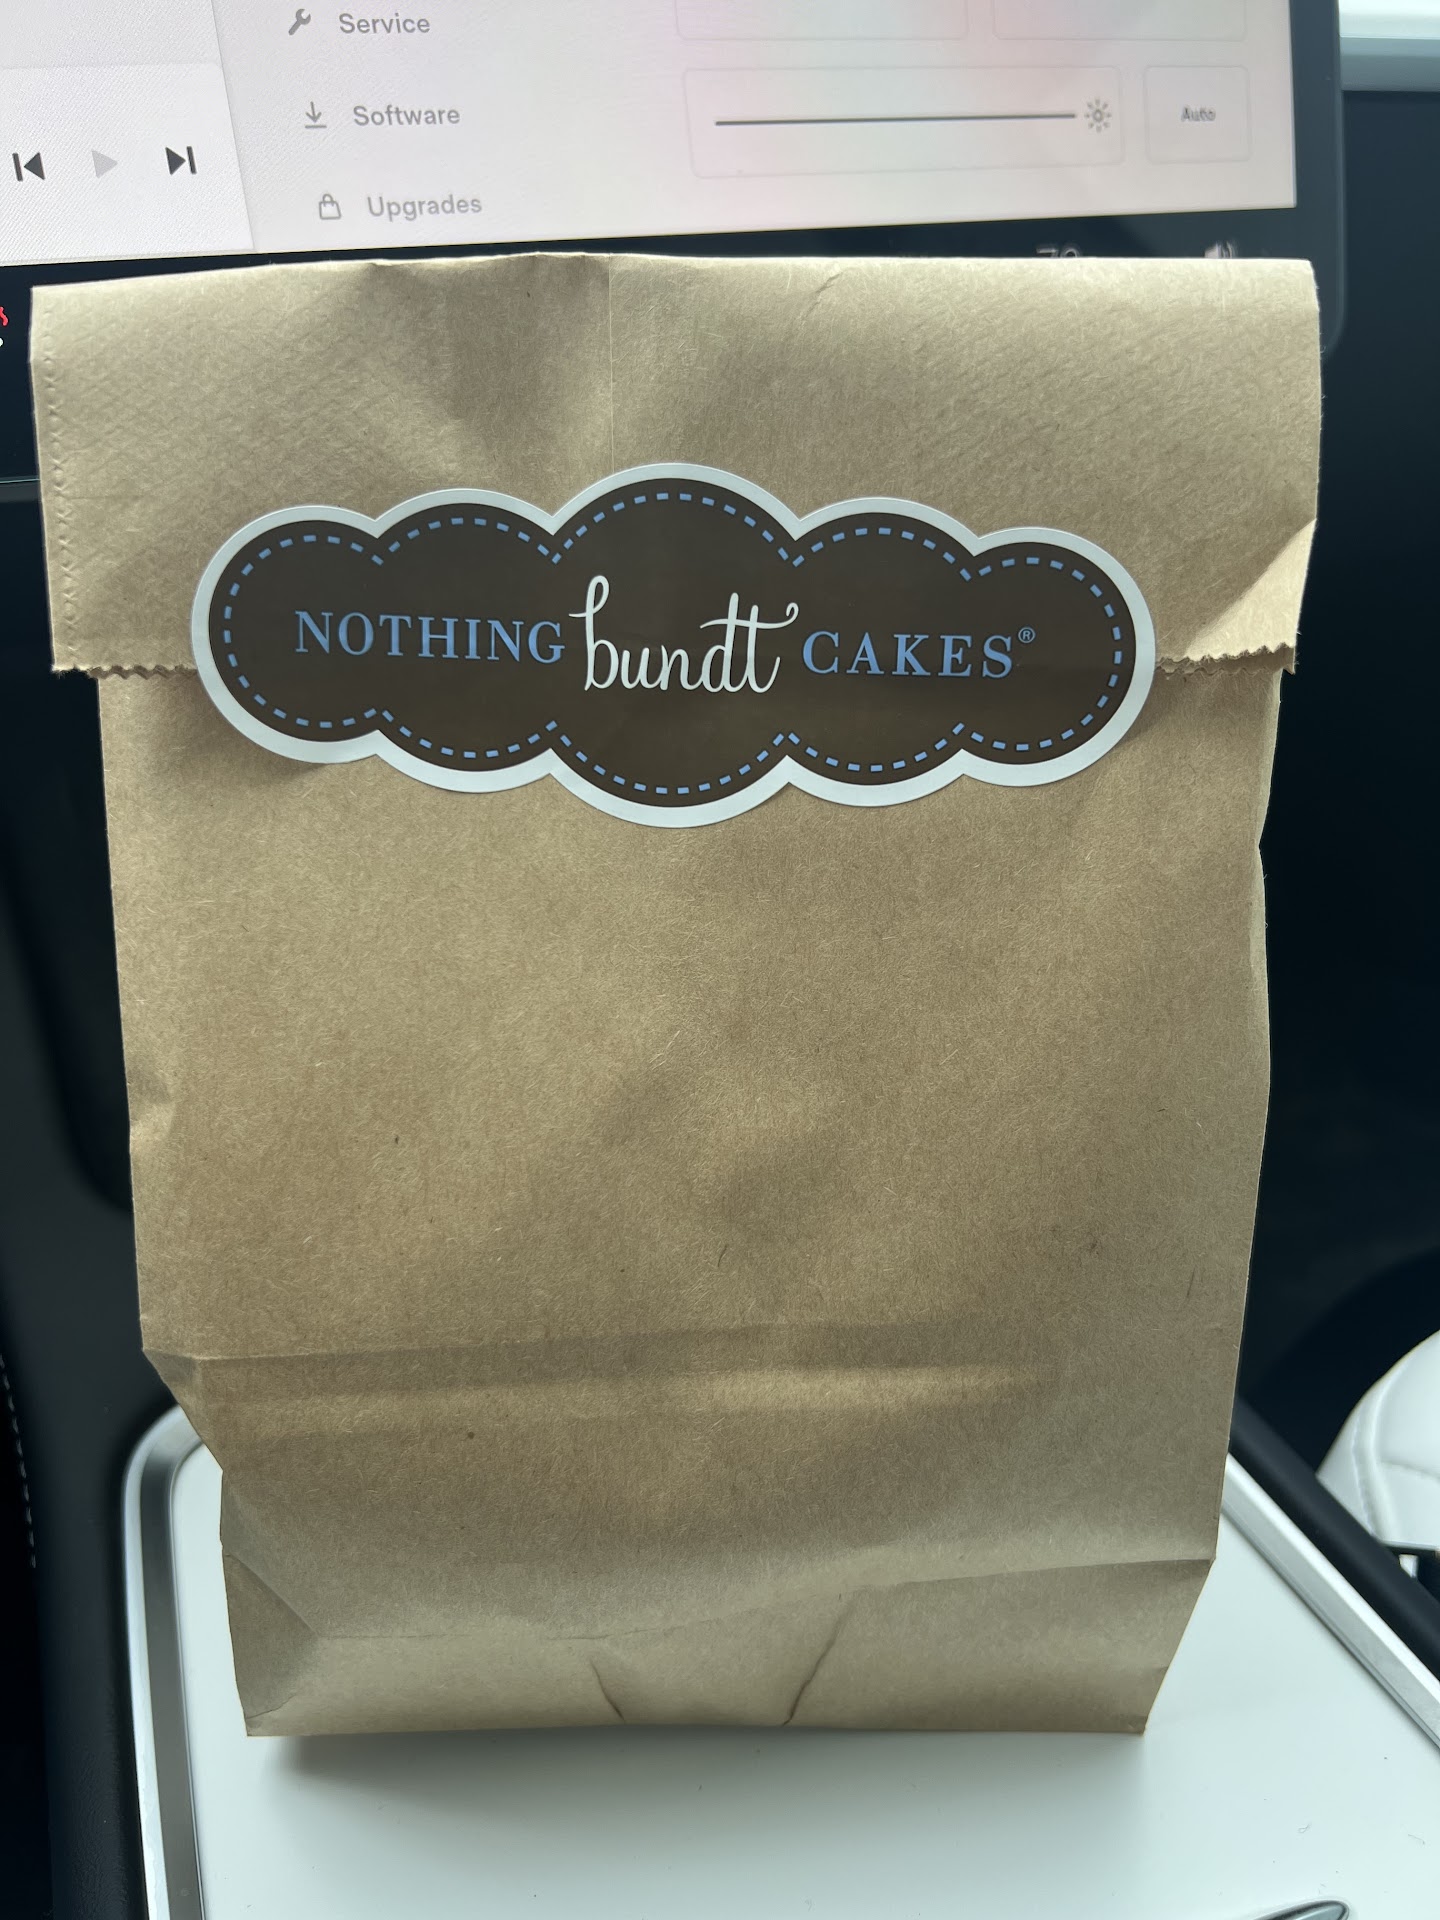 Service
Software
Auto
Upgrades
NOTHING bundt CAKES®